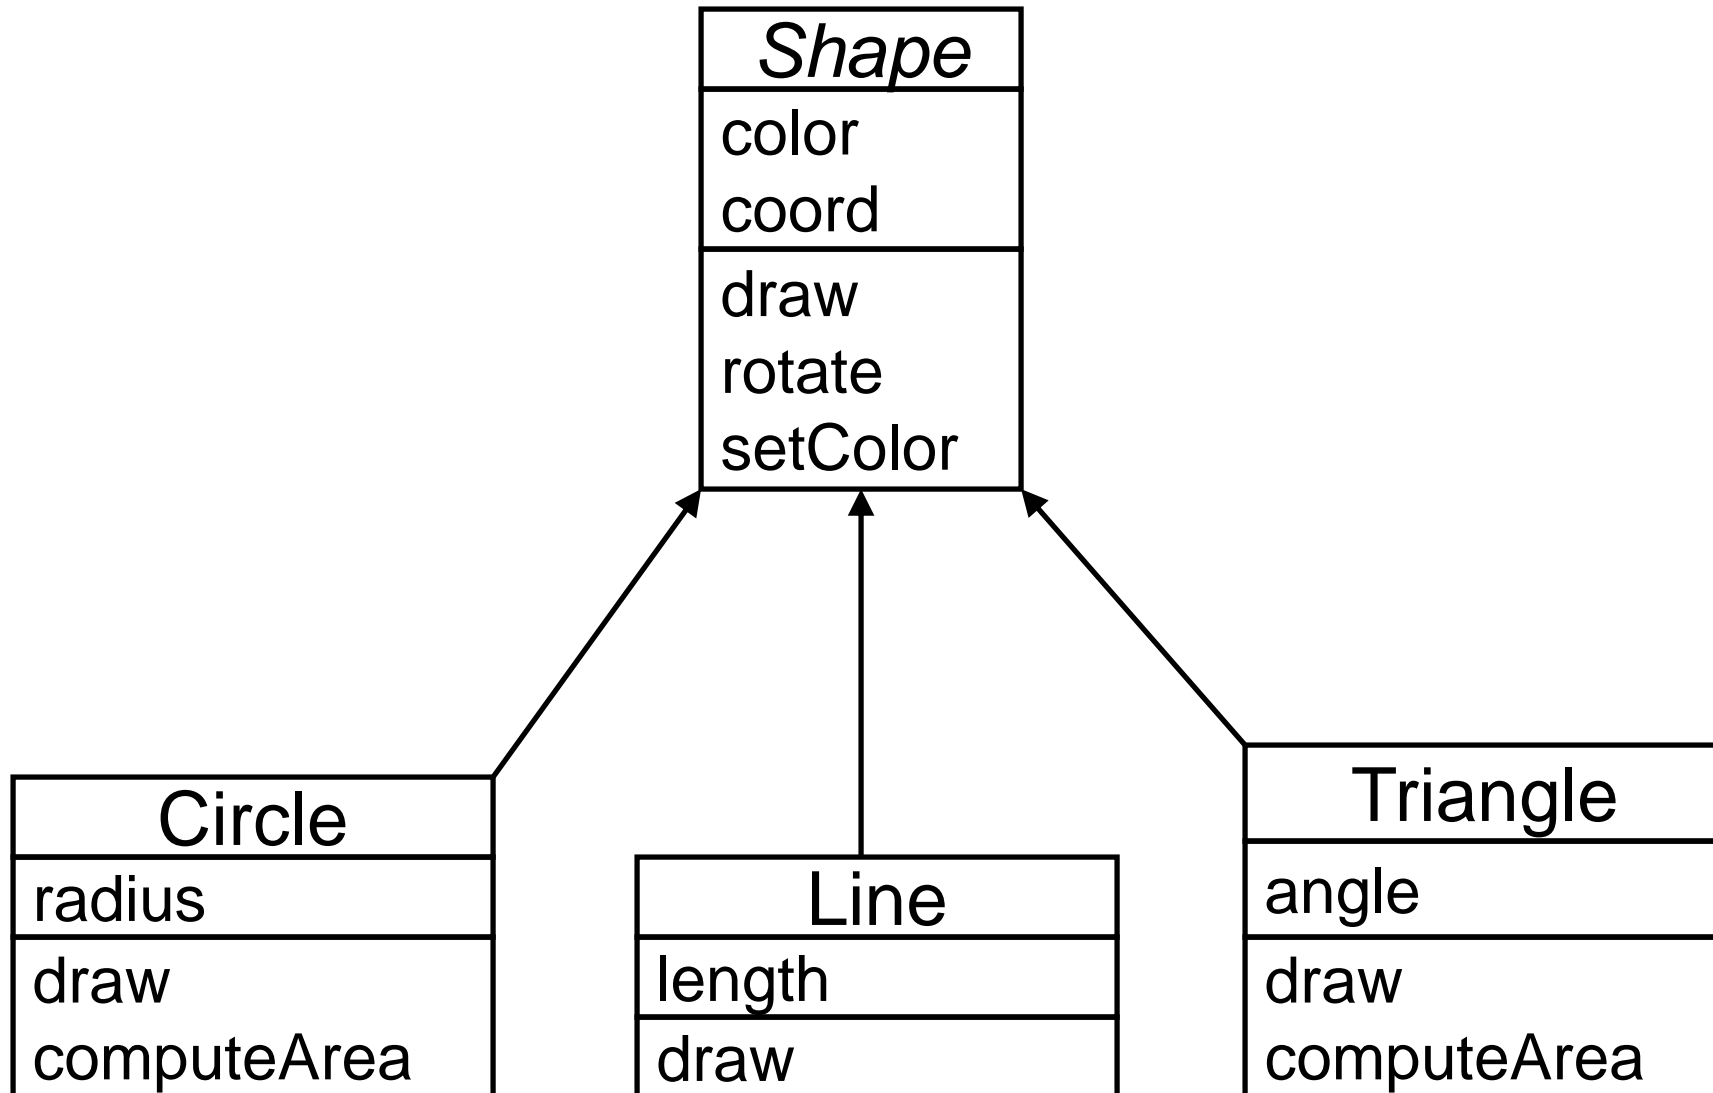 Shape
color
coord
draw
rotate
setColor
Circle
radius
draw
computeArea
Line
length
draw
Triangle
angle
draw
computeArea